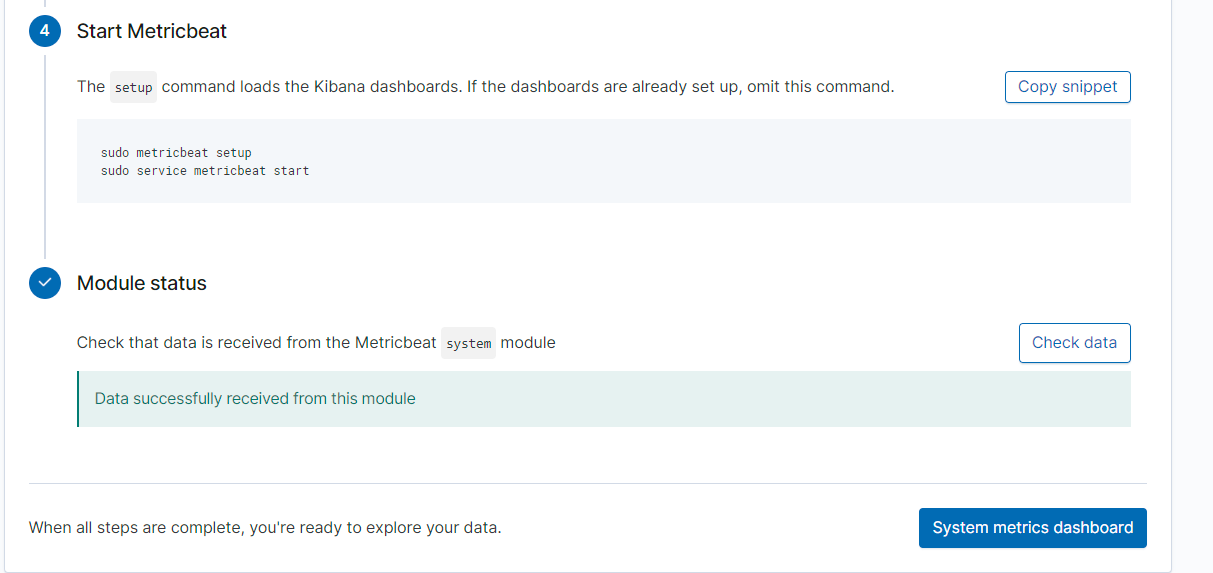 4 Start Metricbeat
The setup command loads the Kibana dashboards. If the dashboards are already set up, omit this command.
Copy snippet
sudo metricbeat setup
sudo service metricbeat start
Module status
Check that data is received from the Metricbeat system module
Check data
Data successfully received from this module
When all steps are complete, you're ready to explore your data.
System metrics dashboard